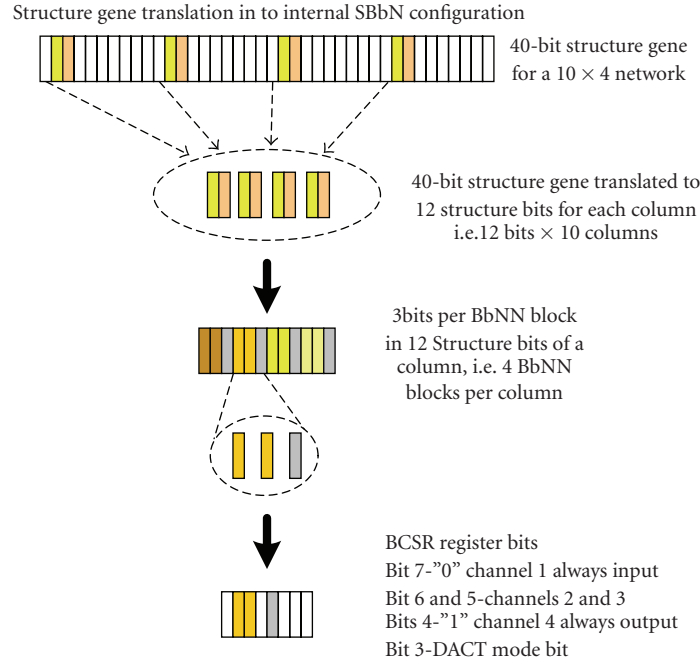 Structure gene translation in to internal SBbN configuration
40-bit structure gene
for a 10 × 4 network
40-bit structure gene translated to
12 structure bits for each column
i.e.12 bits × 10 columns
3bits per BbNN block
in 12 Structure bits of a
column, i.e. 4 BbNN
blocks per column
BCSR register bits
Bit 7-”0” channel 1 always input
Bit 6 and 5-channels 2 and 3
Bits 4-”1” channel 4 always output
Bit 3-DACT mode bit